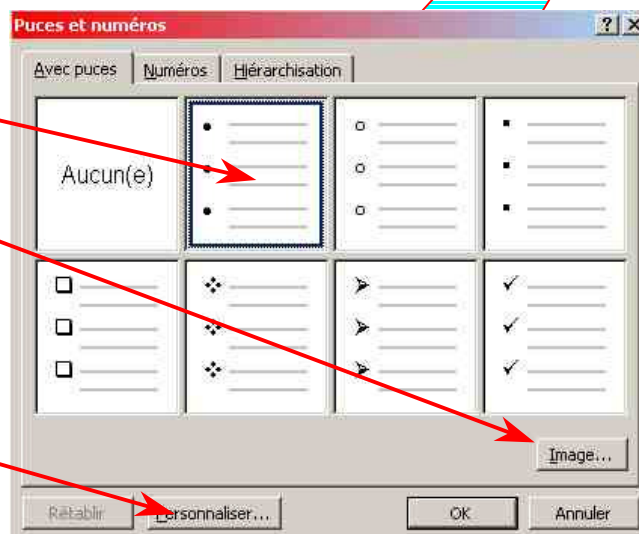 Puces et numéros
Avec puces Numéros Hiérarchisation
Aucun(e)
Image...
Rétablir Personnaliser... OK Annuler